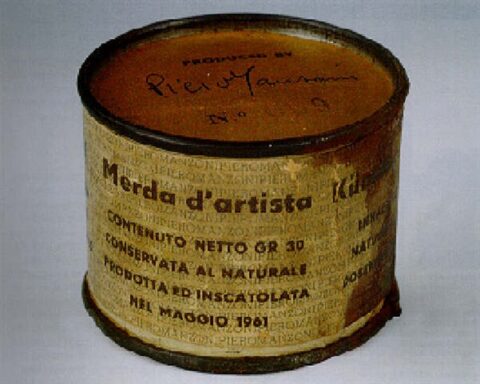 PRODUCED BY
Piero Manzoni
N.º
Merda d'artista
CONTENUTO NETTO GR 30
CONSERVATA AL NATURALE
PRODOTTA ED INSCATOLATA
NEL MAGGIO 1961